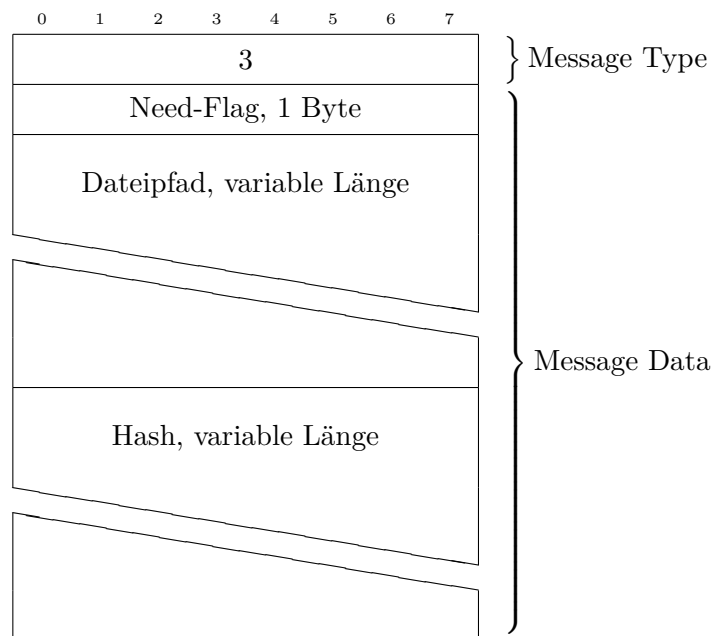 0 1 2 3 4 5 6 7
3
Message Type
Need-Flag, 1 Byte
Dateipfad, variable Länge
Message Data
Hash, variable Länge